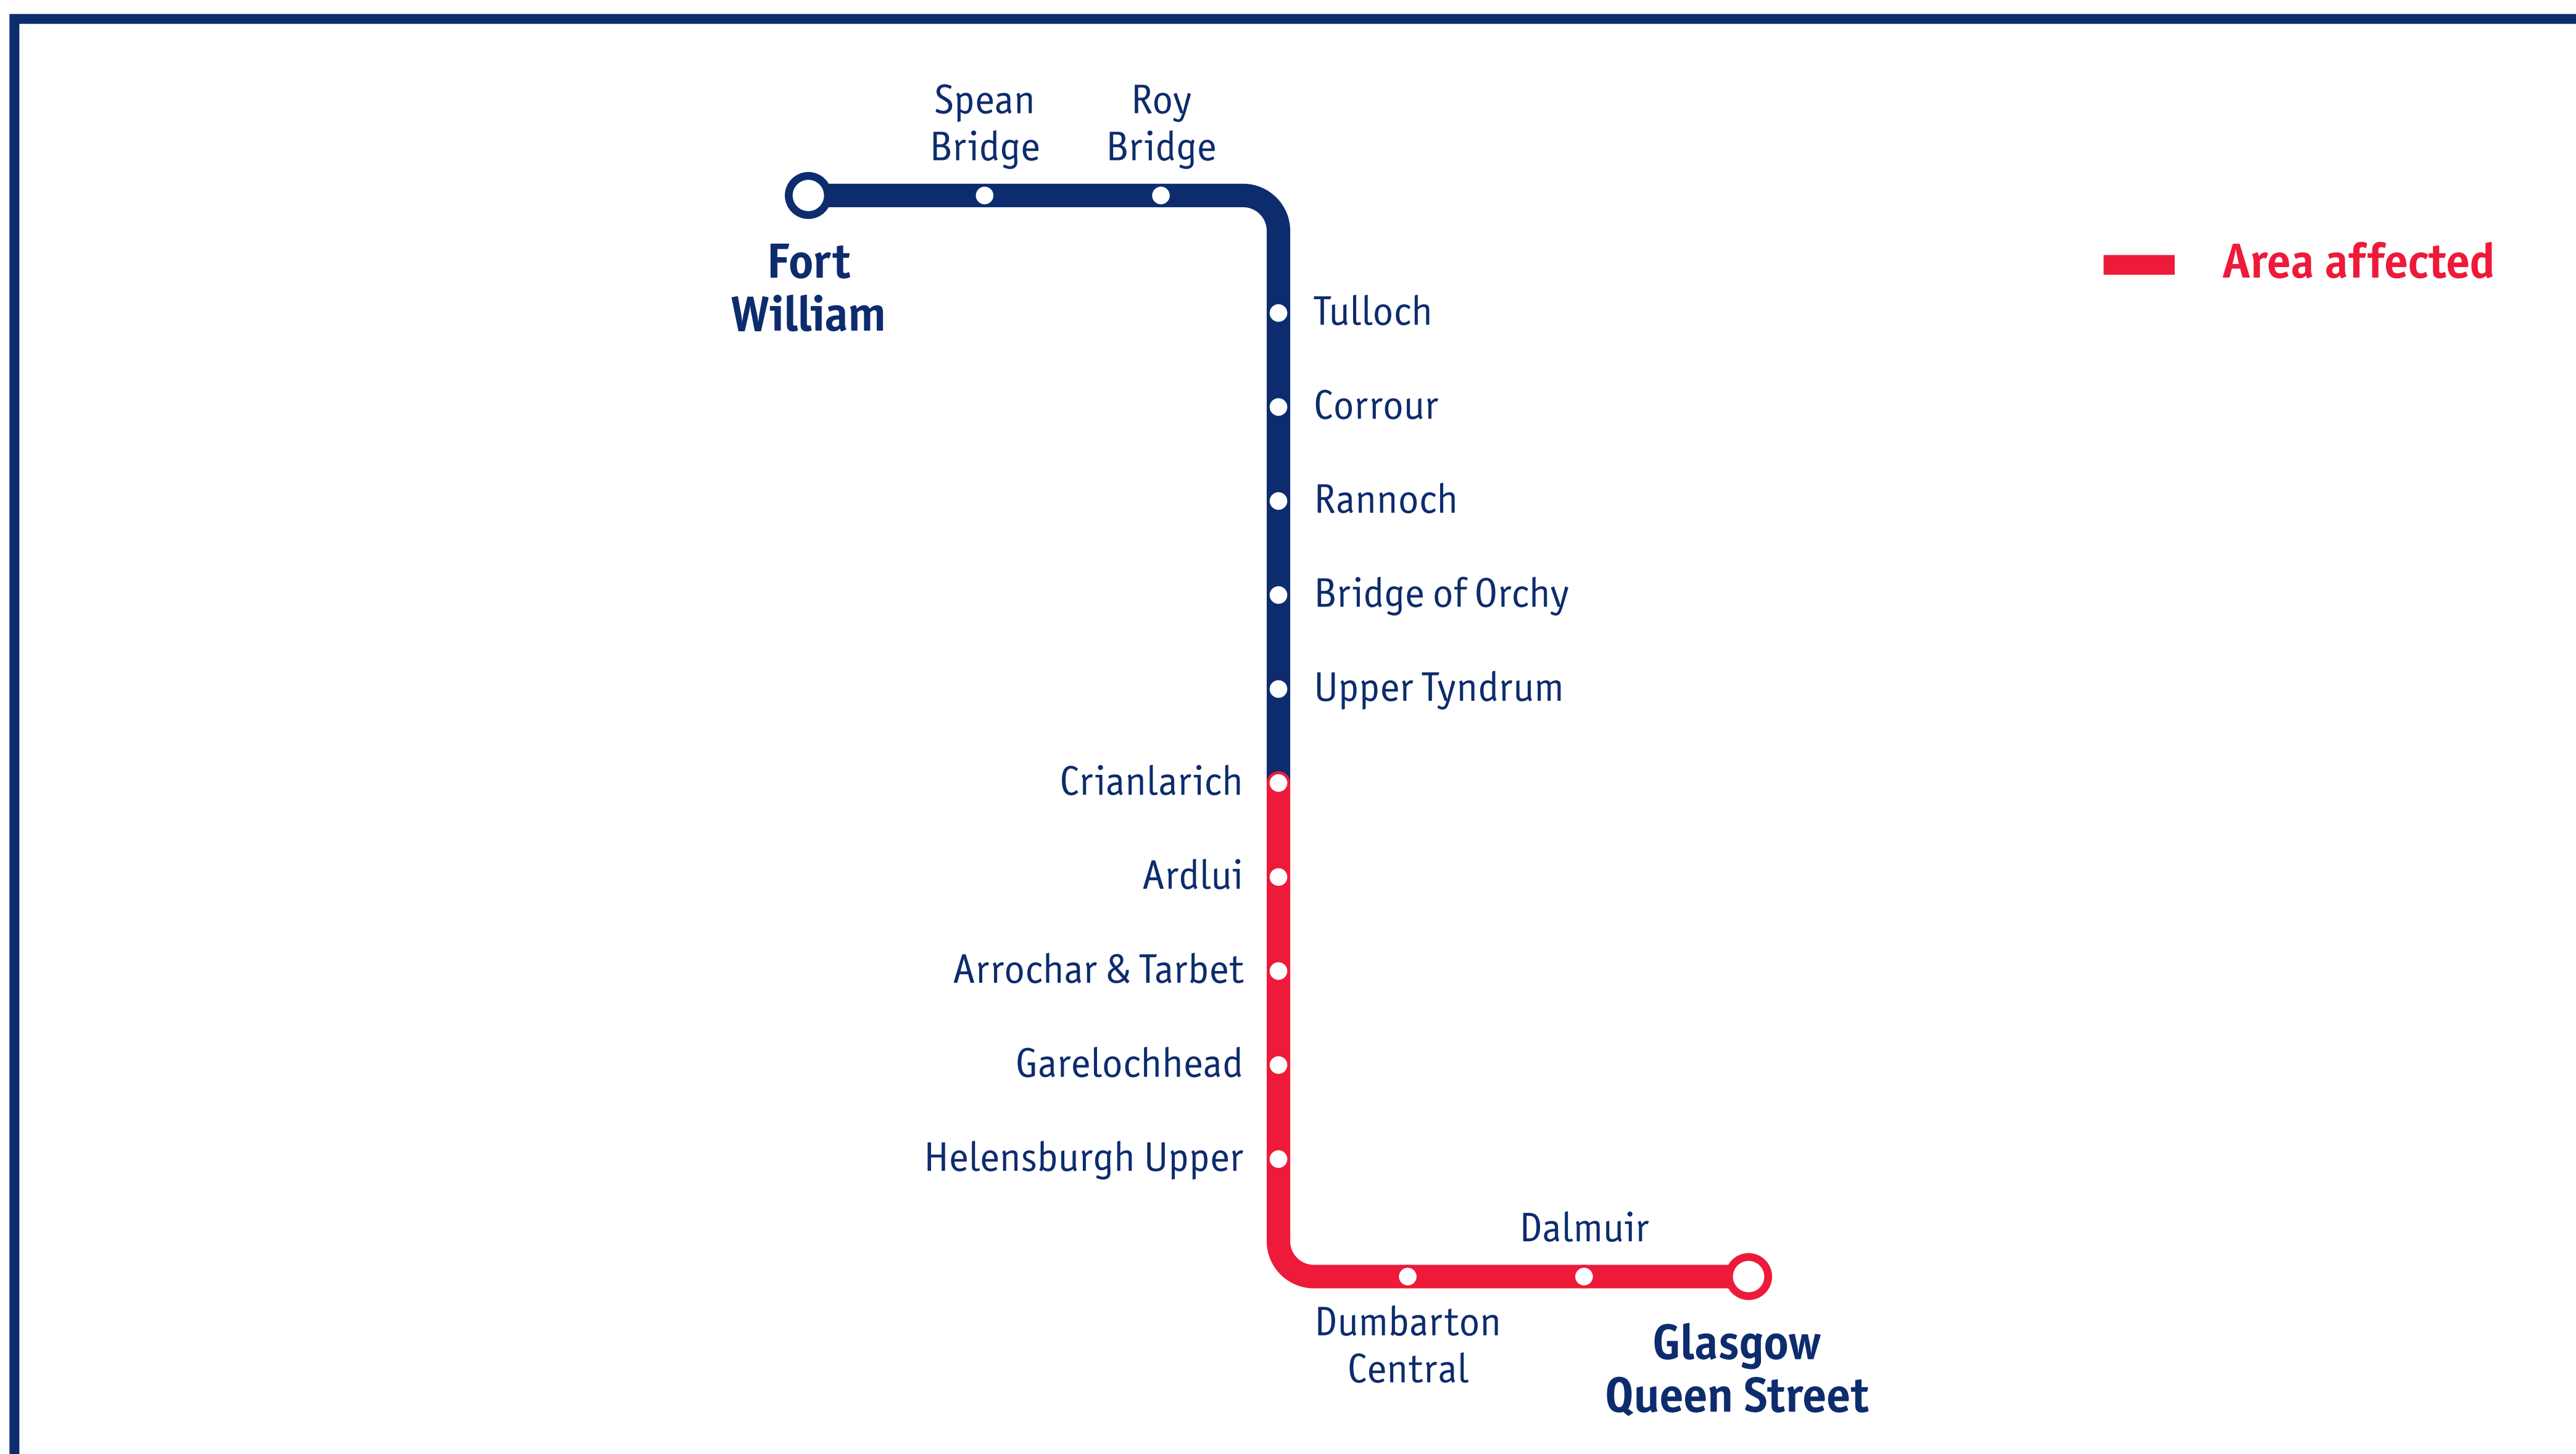 Spean
Bridge
Roy
Bridge
Fort
William
Area affected
Tulloch
Corrour
Rannoch
Bridge of Orchy
Upper Tyndrum
Crianlarich
Ardlui
Arrochar & Tarbet
Garelochhead
Helensburgh Upper
Dalmuir
Dumbarton
Central
Glasgow
Queen Street